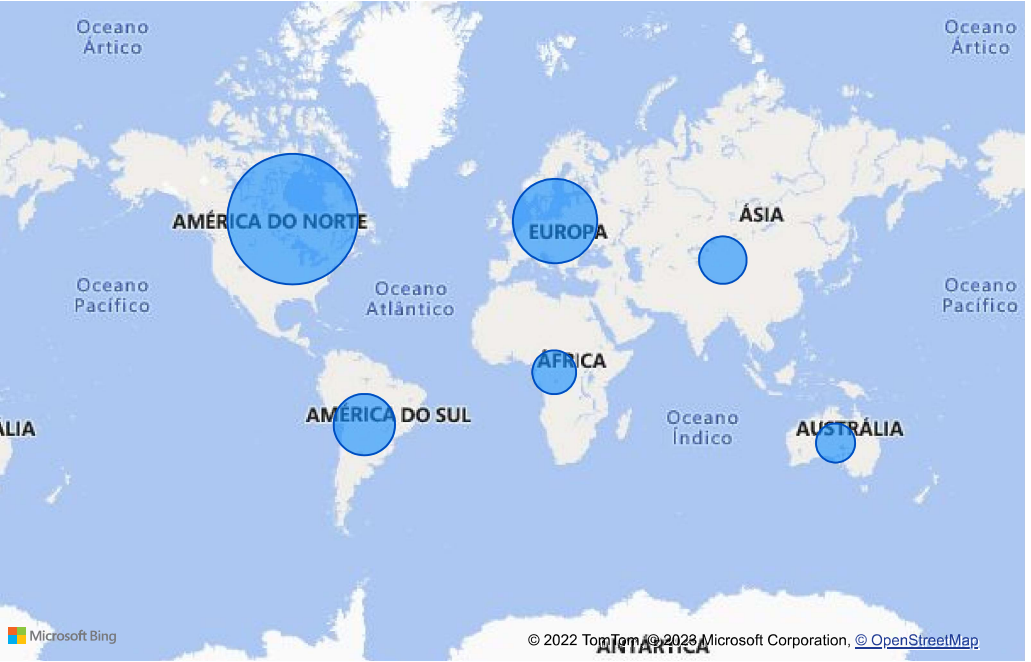 Oceano
Ártico
Oceano
Ártico
AMÉRICA DO NORTE
EUROPA
ÁSIA
Oceano
Pacífico
Oceano
Atlântico
Oceano
Pacífico
ÁFRICA
AMÉRICA DO SUL
Oceano
Índico
ÁLIA
AUSTRÁLIA
Microsoft Bing
© 2022 TomTom, © 2023 Microsoft Corporation, © OpenStreetMap
ANTÁRTICA